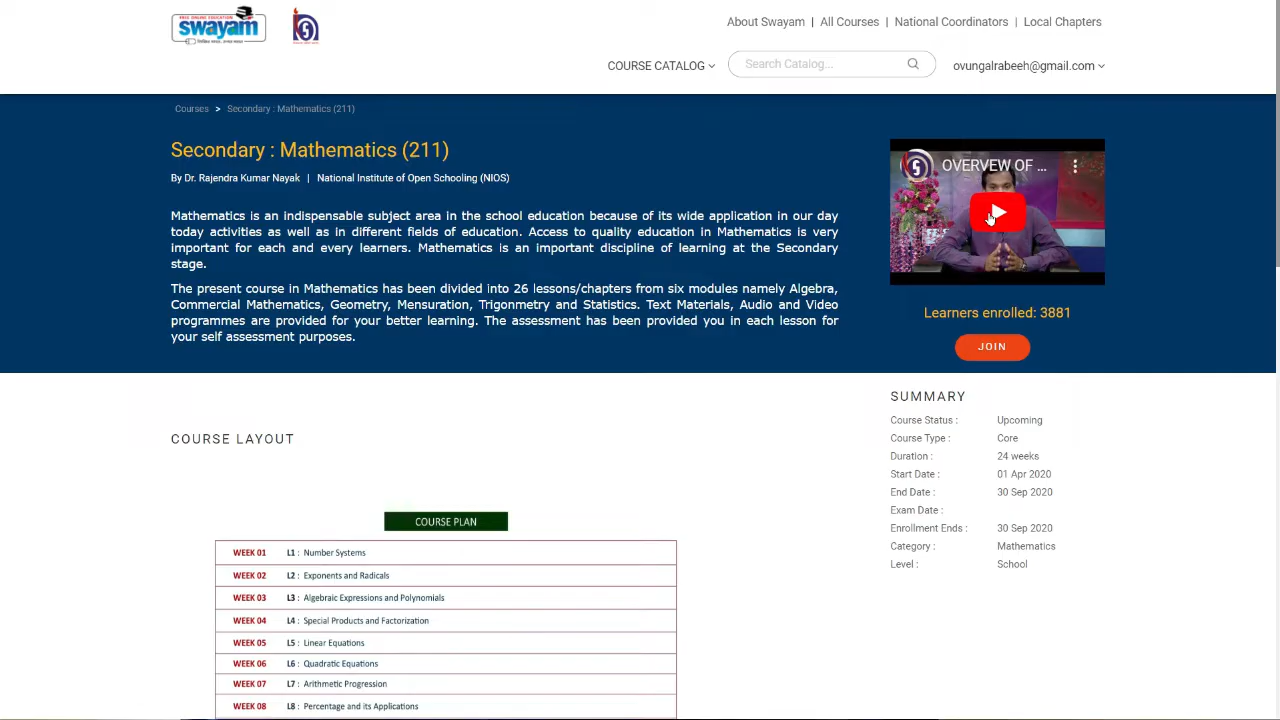 FREE ONLINE EDUCATION
swayam
About Swayam | All Courses | National Coordinators | Local Chapters
COURSE CATALOG
Search Catalog...
ovungalrabeeh@gmail.com
Courses > Secondary : Mathematics (211)
Secondary : Mathematics (211)
By Dr. Rajendra Kumar Nayak | National Institute of Open Schooling (NIOS)
Mathematics is an indispensable subject area in the school education because of its wide application in our day
today activities as well as in different fields of education. Access to quality education in Mathematics is very
important for each and every learners. Mathematics is an important discipline of learning at the Secondary
stage.
The present course in Mathematics has been divided into 26 lessons/chapters from six modules namely Algebra,
Commercial Mathematics, Geometry, Mensuration, Trigonmetry and Statistics. Text Materials, Audio and Video
programmes are provided for your better learning. The assessment has been provided you in each lesson for
your self assessment purposes.
OVERVEW OF ...
Learners enrolled: 3881
JOIN
COURSE LAYOUT
COURSE PLAN
WEEK 01 L1 : Number Systems
WEEK 02 L2 : Exponents and Radicals
WEEK 03 L3 : Algebraic Expressions and Polynomials
WEEK 04 L4 : Special Products and Factorization
WEEK 05 L5 : Linear Equations
WEEK 06 L6 : Quadratic Equations
WEEK 07 L7 : Arithmetic Progression
WEEK 08 L8 : Percentage and its Applications
SUMMARY
Course Status : Upcoming
Course Type : Core
Duration : 24 weeks
Start Date : 01 Apr 2020
End Date : 30 Sep 2020
Exam Date :
Enrollment Ends : 30 Sep 2020
Category : Mathematics
Level : School